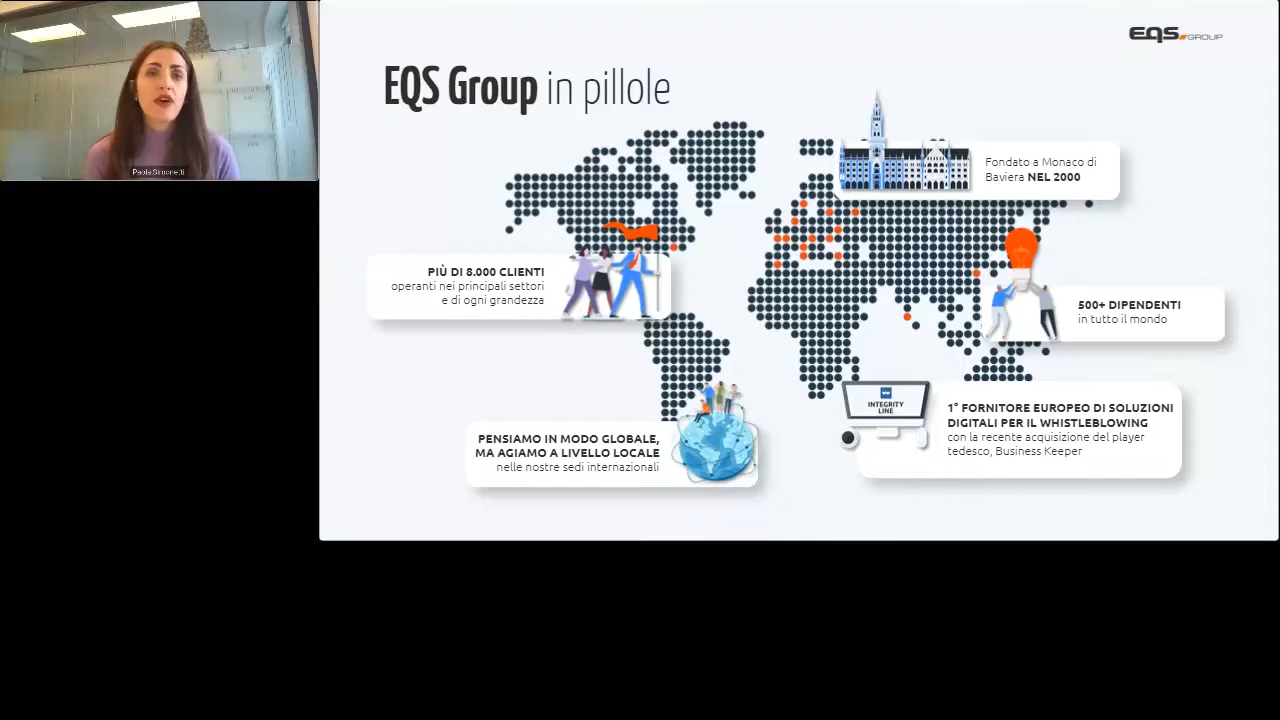 Paola Simonetti
EQS GROUP
EQS Group in pillole
Fondato a Monaco di
Baviera NEL 2000
PIÙ DI 8.000 CLIENTI
operanti nei principali settori
e di ogni grandezza
500+ DIPENDENTI
in tutto il mondo
INTEGRITY
LINE
1° FORNITORE EUROPEO DI SOLUZIONI
DIGITALI PER IL WHISTLEBLOWING
con la recente acquisizione del player
tedesco, Business Keeper
PENSIAMO IN MODO GLOBALE,
MA AGIAMO A LIVELLO LOCALE
nelle nostre sedi internazionali